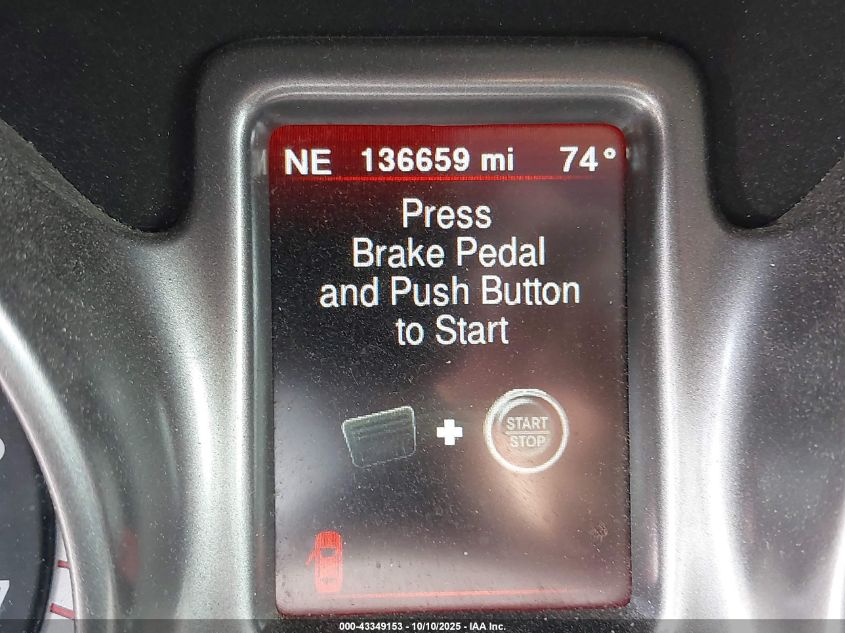 NE 136659 mi 74°
Press
Brake Pedal
and Push Button
to Start
START
STOP
7
000-43349153 - 10/10/2025 - IAA Inc.